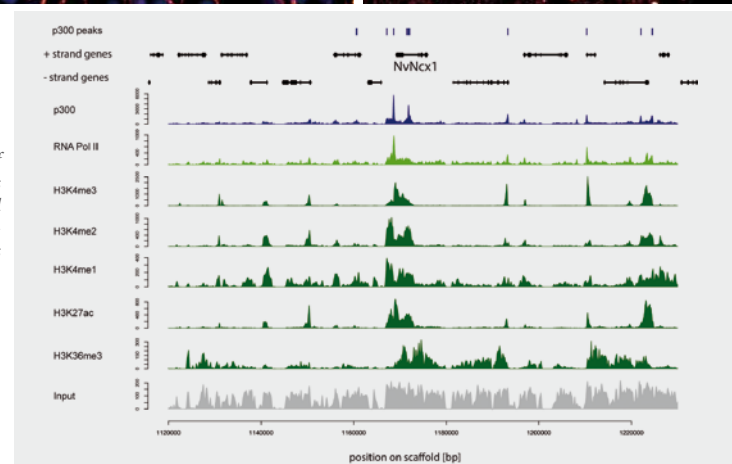 p300 peaks
+ strand genes
NvNcx1
- strand genes
p300
RNA Pol II
H3K4me3
H3K4me2
H3K4me1
H3K27ac
H3K36me3
Input
1120000 1140000 1160000 1180000 1200000 1220000
position on scaffold [bp]